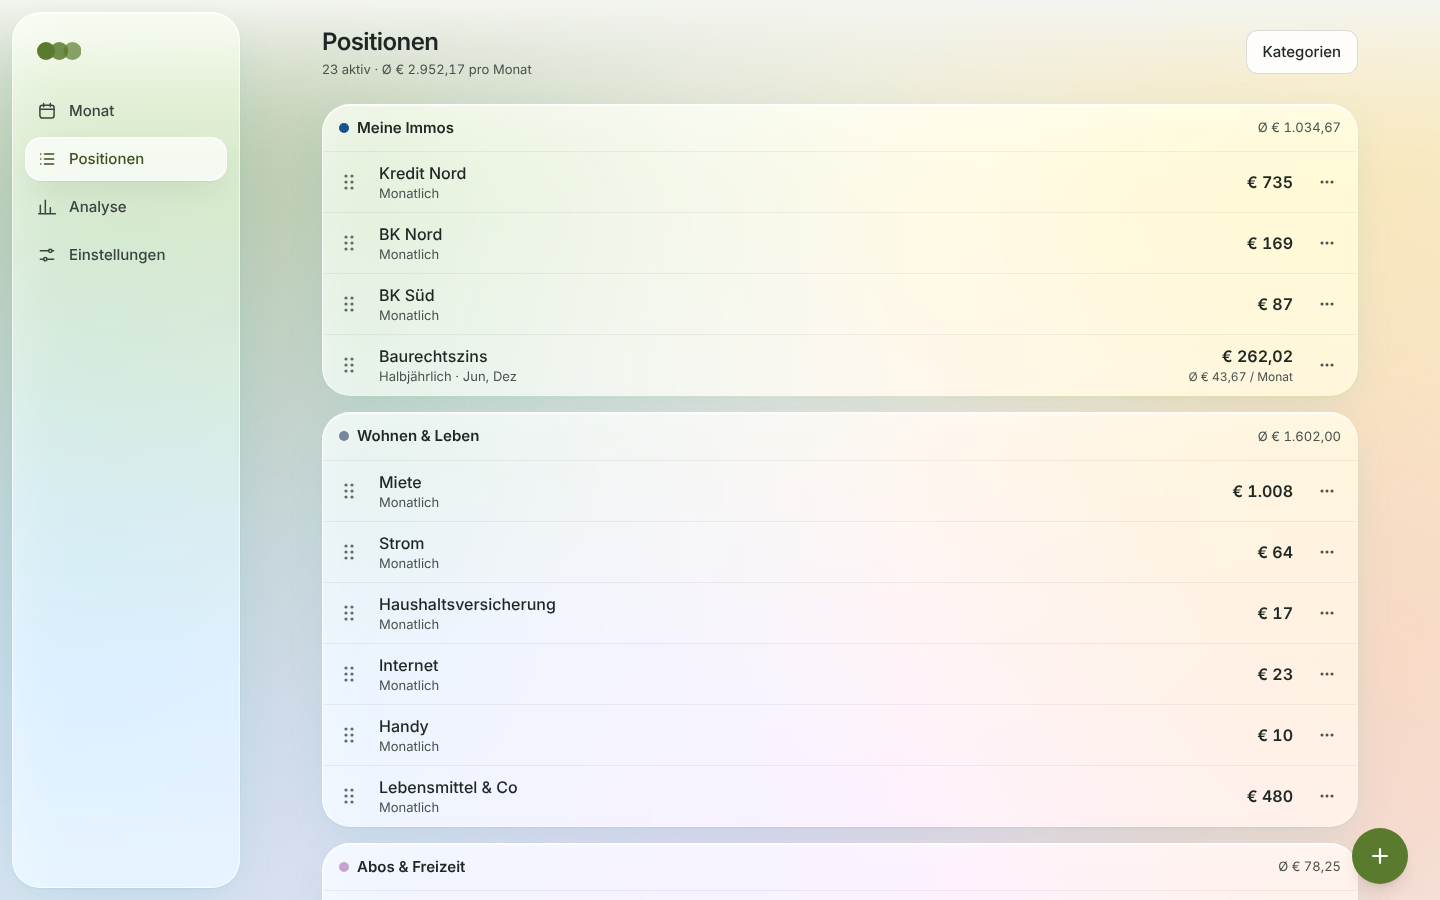 Monat
Positionen
Analyse
Einstellungen
Positionen
23 aktiv · Ø € 2.952,17 pro Monat
Kategorien
Meine Immos Ø € 1.034,67
Kredit Nord
Monatlich
€ 735
BK Nord
Monatlich
€ 169
BK Süd
Monatlich
€ 87
Baurechtszins
Halbjährlich · Jun, Dez
€ 262,02
Ø € 43,67 / Monat
Wohnen & Leben Ø € 1.602,00
Miete
Monatlich
€ 1.008
Strom
Monatlich
€ 64
Haushaltsversicherung
Monatlich
€ 17
Internet
Monatlich
€ 23
Handy
Monatlich
€ 10
Lebensmittel & Co
Monatlich
€ 480
Abos & Freizeit Ø € 78,25